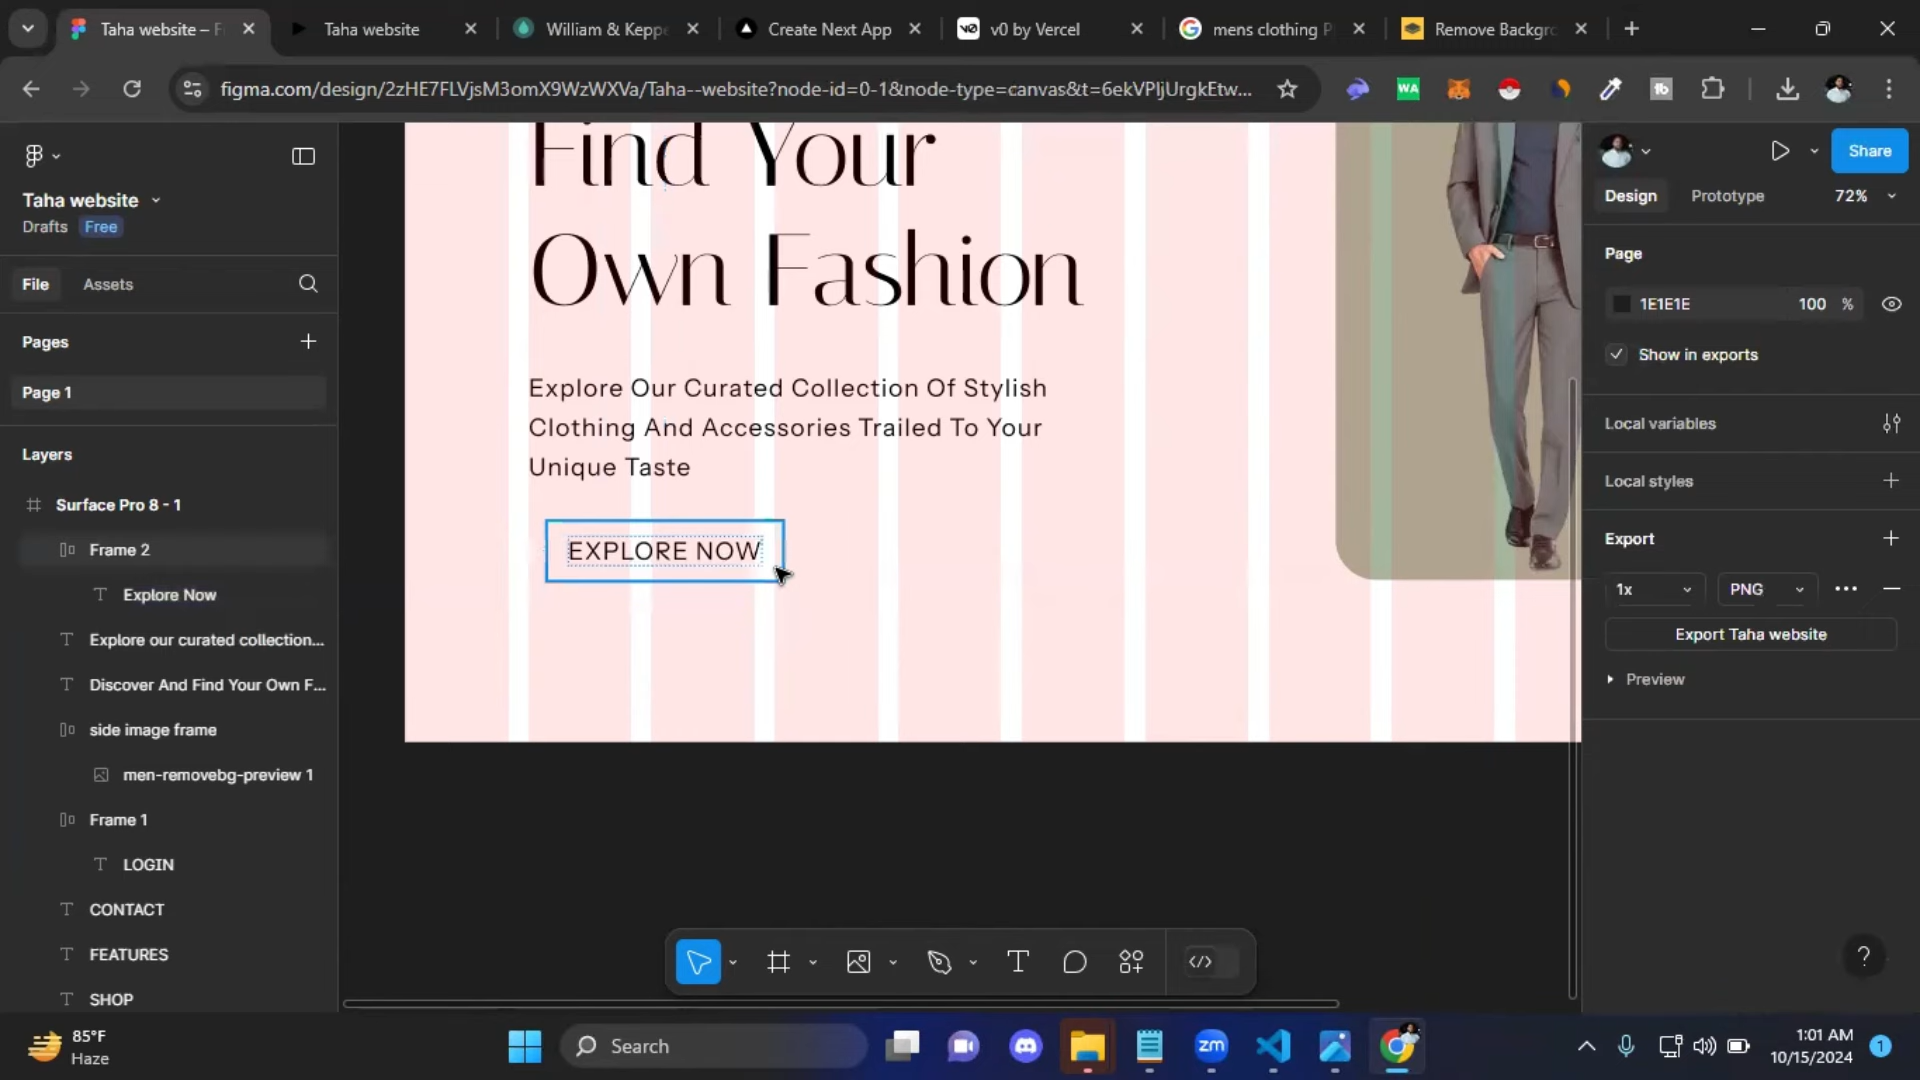 Taha website – F
Taha website
William & Keppe
Create Next App
v0 by Vercel
mens clothing P
Remove Backgro
figma.com/design/2zHE7FLVjsM3omX9WzWXVa/Taha--website?node-id=0-1&node-type=canvas&t=6ekVPljUrgkEtw...
WA
Taha website
Drafts Free
File Assets
Pages
Page 1
Layers
Surface Pro 8 - 1
Frame 2
Explore Now
Explore our curated collection...
Discover And Find Your Own F...
side image frame
men-removebg-preview 1
Frame 1
LOGIN
CONTACT
FEATURES
SHOP
Find Your
Own Fashion
Explore Our Curated Collection Of Stylish
Clothing And Accessories Trailed To Your
Unique Taste
EXPLORE NOW
Share
Design Prototype 72%
Page
1E1E1E 100 %
Show in exports
Local variables
Local styles
Export
1x PNG
Export Taha website
Preview
?
85°F
Haze
Search
zm
1:01 AM
10/15/2024
1